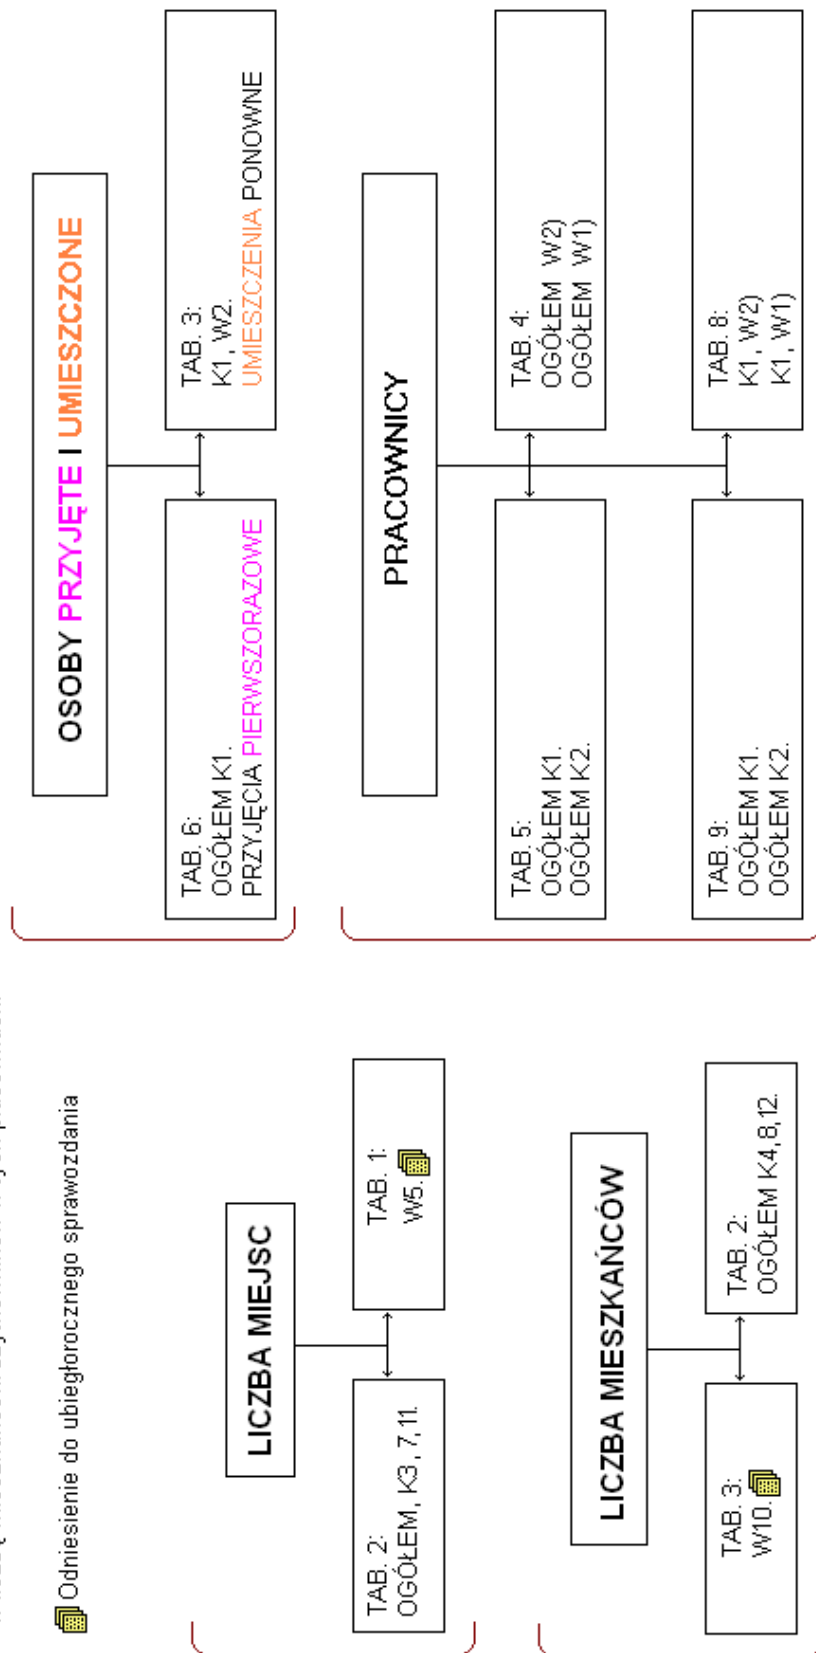 Odniesienie do ubiegłorocznego sprawozdania
LICZBA MIEJSC
TAB. 2:
OGÓŁEM, K3, 7,11.
TAB. 1:
W5.
LICZBA MIESZKAŃCÓW
TAB. 3:
W10.
TAB. 2:
OGÓŁEM K4,8,12.
OSOBY PRZYJĘTE I UMIESZCZONE
TAB. 6:
OGÓŁEM K1.
PRZYJĘCIA PIERWSZORAZOWE
TAB. 3:
K1, W2.
UMIESZCZENIA PONOWNE
PRACOWNICY
TAB. 5:
OGÓŁEM K1.
OGÓŁEM K2.
TAB. 4:
OGÓŁEM W2)
OGÓŁEM W1)
TAB. 9:
OGÓŁEM K1.
OGÓŁEM K2.
TAB. 8:
K1, W2)
K1, W1)